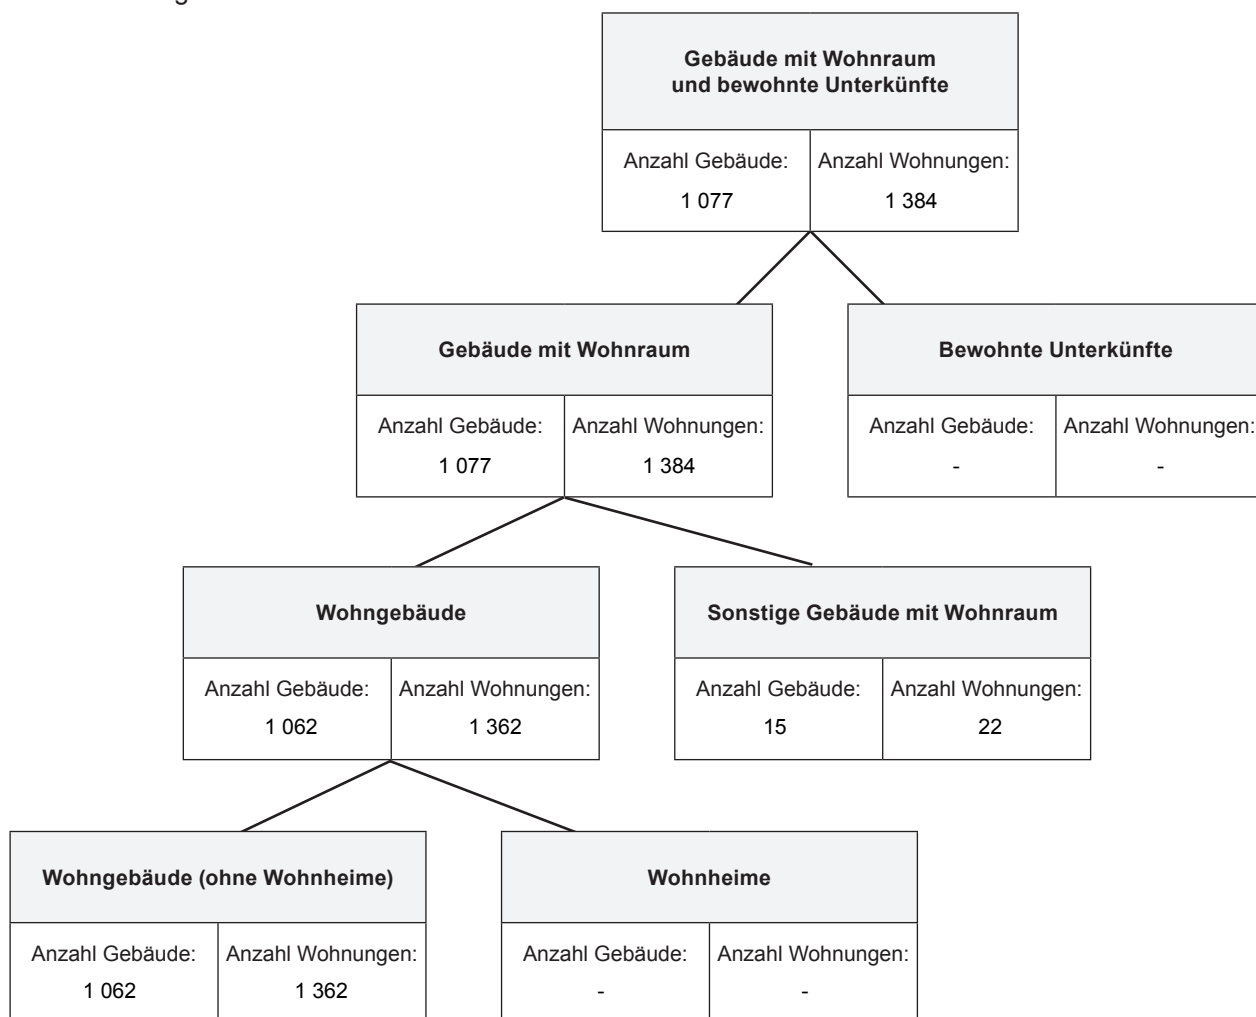 Gebäude mit Wohnraum
und bewohnte Unterkünfte
Anzahl Gebäude: Anzahl Wohnungen:
1 077 1 384
Gebäude mit Wohnraum
Anzahl Gebäude: Anzahl Wohnungen:
1 077 1 384
Bewohnte Unterkünfte
Anzahl Gebäude: Anzahl Wohnungen:
- -
Wohngebäude
Anzahl Gebäude: Anzahl Wohnungen:
1 062 1 362
Sonstige Gebäude mit Wohnraum
Anzahl Gebäude: Anzahl Wohnungen:
15 22
Wohngebäude (ohne Wohnheime)
Anzahl Gebäude: Anzahl Wohnungen:
1 062 1 362
Wohnheime
Anzahl Gebäude: Anzahl Wohnungen:
- -